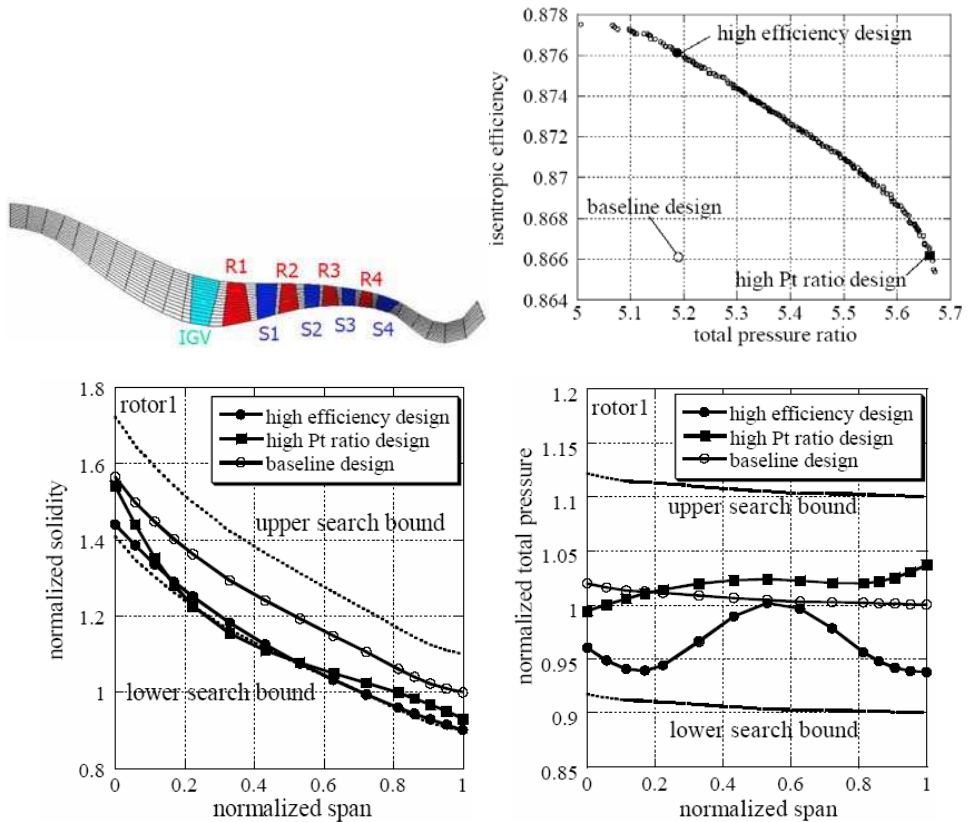 R1
R2
R3
R4
IGV
S1
S2
S3
S4
0.878
0.876
0.874
0.872
0.87
0.868
0.866
0.864
isentropic efficiency
high efficiency design
baseline design
high Pt ratio design
5
5.1
5.2
5.3
5.4
5.5
5.6
5.7
total pressure ratio
1.8
1.6
1.4
1.2
1
0.8
normalized solidity
rotor1
high efficiency design
high Pt ratio design
baseline design
upper search bound
lower search bound
0
0.2
0.4
0.6
0.8
1
normalized span
1.2
1.15
1.1
1.05
1
0.95
0.9
0.85
normalized total pressure
rotor1
high efficiency design
high Pt ratio design
baseline design
upper search bound
lower search bound
0
0.2
0.4
0.6
0.8
1
normalized span